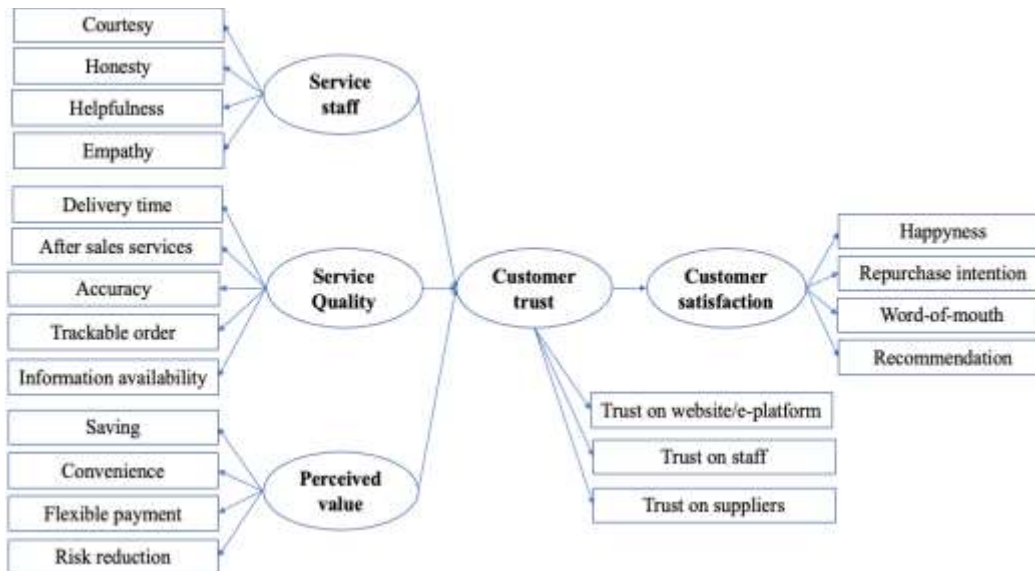 Courtesy
Honesty
Helpfulness
Empathy
Service
staff
Delivery time
After sales services
Accuracy
Trackable order
Information availability
Service
Quality
Saving
Convenience
Flexible payment
Risk reduction
Perceived
value
Customer
trust
Trust on website/e-platform
Trust on staff
Trust on suppliers
Customer
satisfaction
Happyness
Repurchase intention
Word-of-mouth
Recommendation